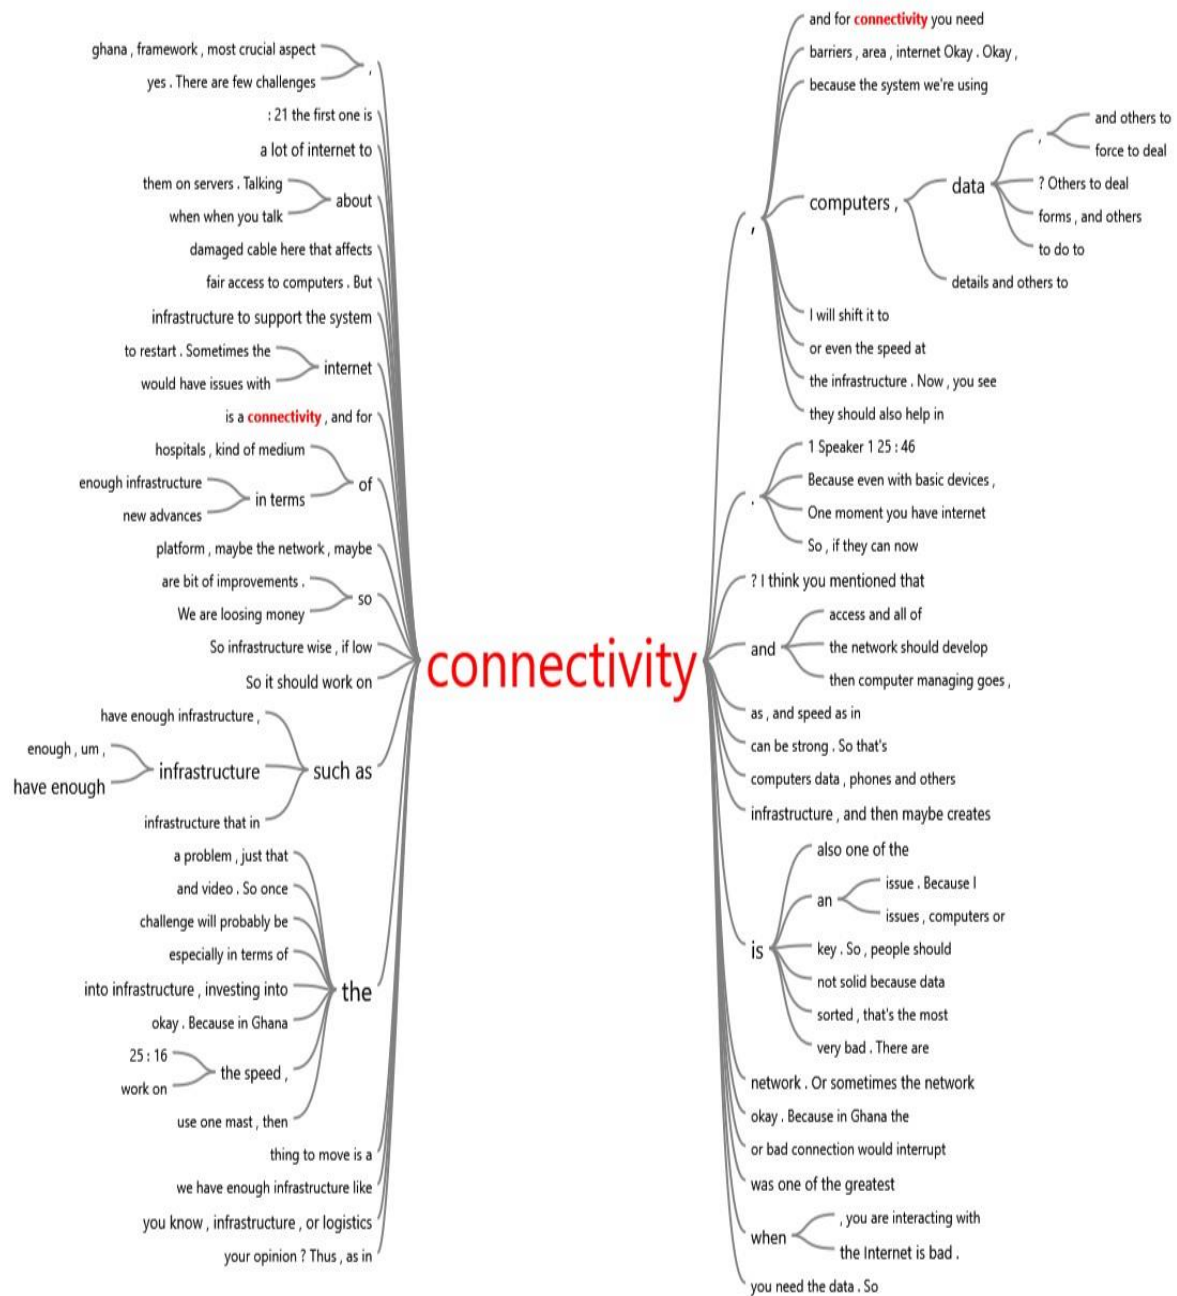 ghana , framework , most crucial aspect
yes . There are few challenges
,
: 21 the first one is
a lot of internet to
them on servers . Talking
when when you talk
about
damaged cable here that affects
fair access to computers . But
infrastructure to support the system
to restart . Sometimes the
would have issues with
internet
is a connectivity , and for
hospitals , kind of medium
enough infrastructure
new advances
in terms
of
platform , maybe the network , maybe
are bit of improvements .
We are loosing money
so
So infrastructure wise , if low
So it should work on
have enough infrastructure ,
enough , um ,
have enough
infrastructure
infrastructure that in
such as
a problem , just that
and video . So once
challenge will probably be
especially in terms of
into infrastructure , investing into
okay . Because in Ghana
25 : 16
work on
the speed ,
use one mast , then
the
thing to move is a
we have enough infrastructure like
you know , infrastructure , or logistics
your opinion ? Thus , as in
connectivity
,
and for connectivity you need
barriers , area , internet Okay . Okay ,
because the system we're using
computers ,
data
,
and others to
force to deal
? Others to deal
forms , and others
to do to
details and others to
I will shift it to
or even the speed at
the infrastructure . Now , you see
they should also help in
.
1 Speaker 1 25 : 46
Because even with basic devices ,
One moment you have internet
So , if they can now
? I think you mentioned that
and
access and all of
the network should develop
then computer managing goes ,
as , and speed as in
can be strong . So that's
computers data , phones and others
infrastructure , and then maybe creates
is
also one of the
an
issue . Because I
issues , computers or
key . So , people should
not solid because data
sorted , that's the most
very bad . There are
network . Or sometimes the network
okay . Because in Ghana the
or bad connection would interrupt
was one of the greatest
when
, you are interacting with
the Internet is bad .
you need the data . So